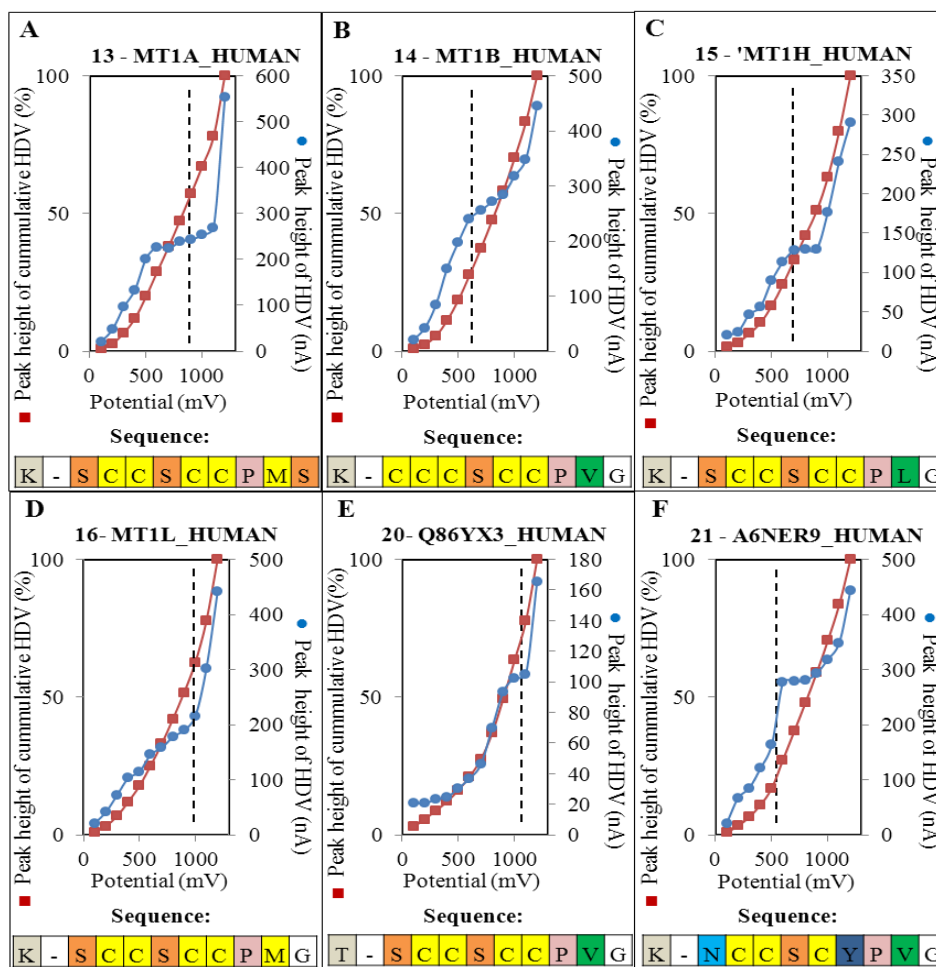 A
13 - MT1A_HUMAN
Peak height of cummulative HDV (%)
100
50
0
600
500
400
300
200
100
0
Peak height of HDV (nA)
0 500 1000
Potential (mV)
Sequence:
K - S C C S C C P M S
B
14 - MT1B_HUMAN
Peak height of cummulative HDV (%)
100
50
0
500
400
300
200
100
0
Peak height of HDV (nA)
0 500 1000
Potential (mV)
Sequence:
K - C C C S C C P V G
C
15 - 'MT1H_HUMAN
Peak height of cummulative HDV (%)
100
50
0
350
300
250
200
150
100
50
0
Peak height of HDV (nA)
0 500 1000
Potential (mV)
Sequence:
K - S C C S C C P L G
D
16- MT1L_HUMAN
Peak height of cummulative HDV (%)
100
50
0
500
400
300
200
100
0
Peak height of HDV (nA)
0 500 1000
Potential (mV)
Sequence:
K - S C C S C C P M G
E
20- Q86YX3_HUMAN
Peak height of cummulative HDV(%)
100
50
0
180
160
140
120
100
80
60
40
20
0
Peak height of HDV (nA)
0 500 1000
Potential (mV)
Sequence:
T - S C C S C C P V G
F
21 - A6NER9_HUMAN
Peak height of cummulative HDV (%)
100
50
0
500
400
300
200
100
0
Peak height of HDV (nA)
0 500 1000
Potential (mV)
Sequence:
K - N C C S C Y P V G